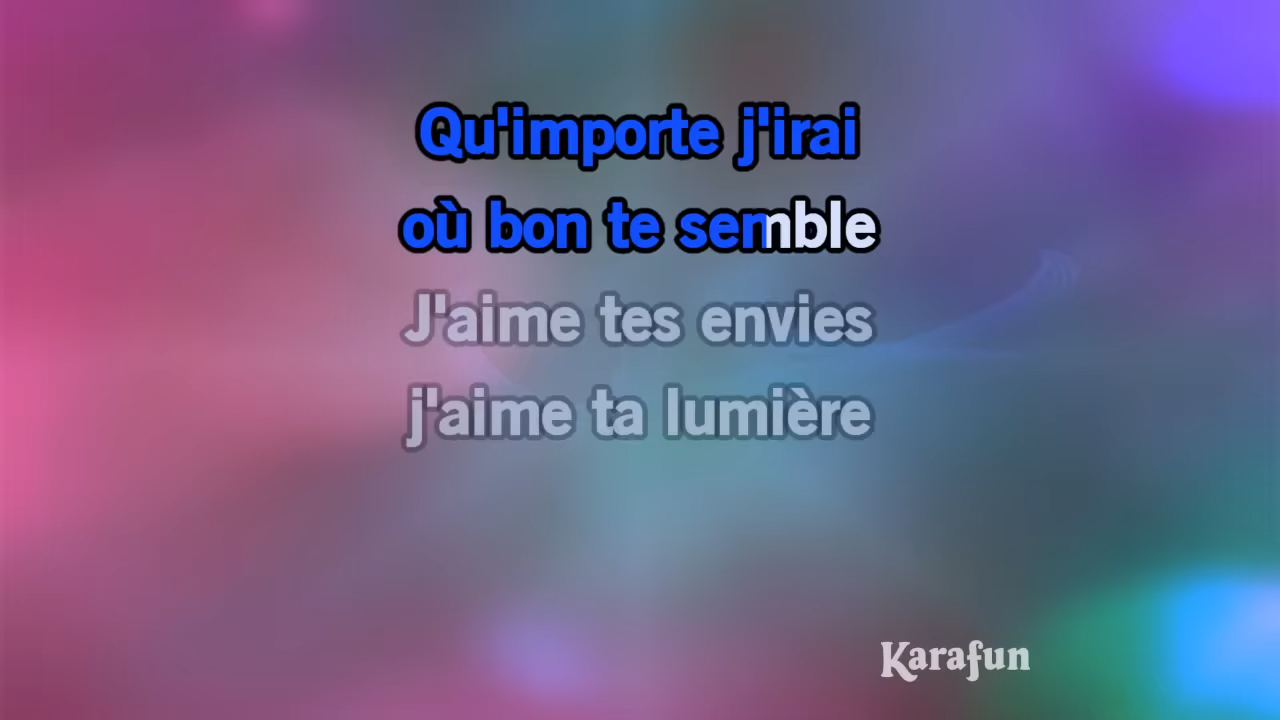 Qu'importe j'irai
où bon te semble
J'aime tes envies
j'aime ta lumière
Karafun